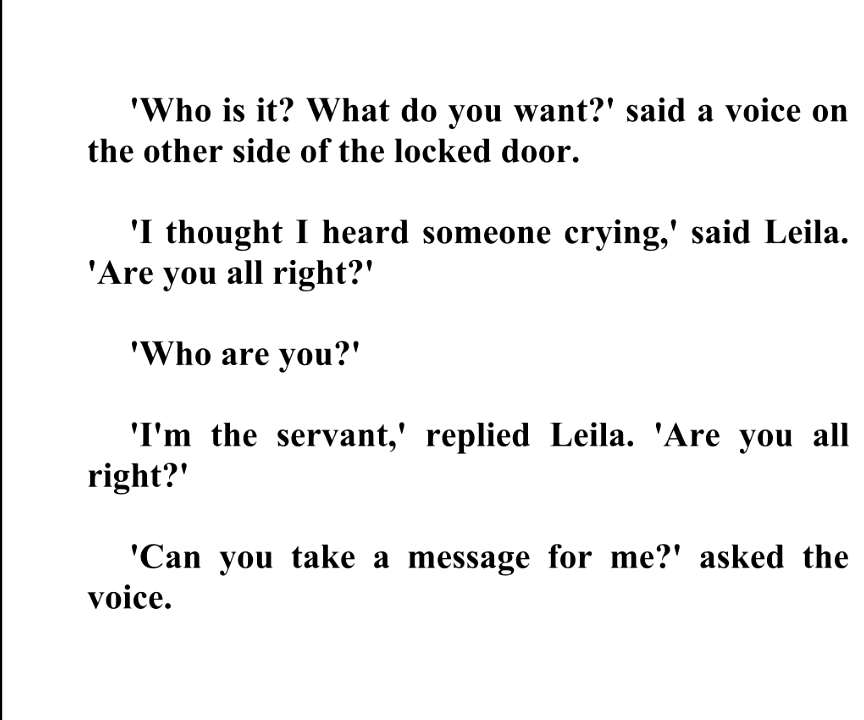 'Who is it? What do you want?' said a voice on
the other side of the locked door.
'I thought I heard someone crying,' said Leila.
'Are you all right?'
'Who are you?'
'I'm the servant,' replied Leila. 'Are you all
right?'
'Can you take a message for me?' asked the
voice.